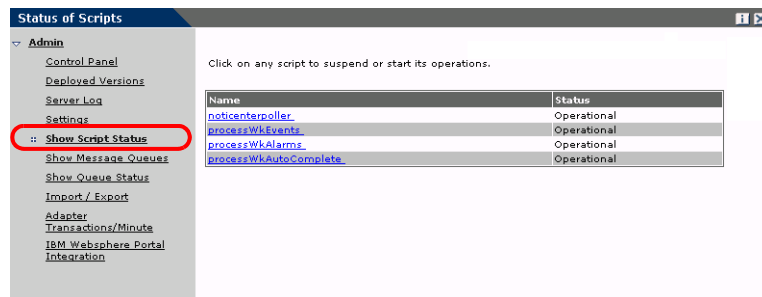 Status of Scripts
Admin
Control Panel
Deployed Versions
Server Log
Settings
:: Show Script Status
Show Message Queues
Show Queue Status
Import / Export
Adapter
Transactions/Minute
IBM Websphere Portal
Integration
Click on any script to suspend or start its operations.
Name Status
noticenterpoller Operational
processWkEvents Operational
processWkAlarms Operational
processWkAutoComplete Operational